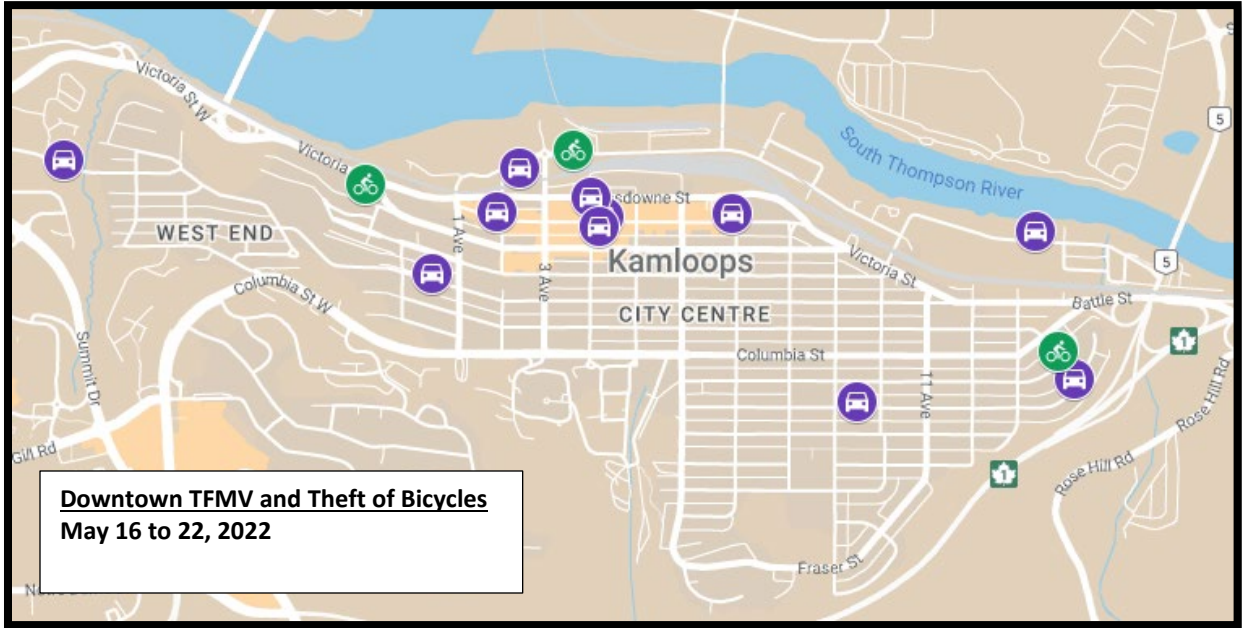 Victoria St W
Victoria
5
South Thompson River
sdowne St
WEST END
1 Ave
3 Ave
Kamloops
CITY CENTRE
Victoria St
5
Columbia St W
Battle St
1
Columbia St
Summit Dr
11 Ave
Rose Hill Rd
Gill Rd
1
Rose Hill Rd
Fraser St
Downtown TFMV and Theft of Bicycles
May 16 to 22, 2022